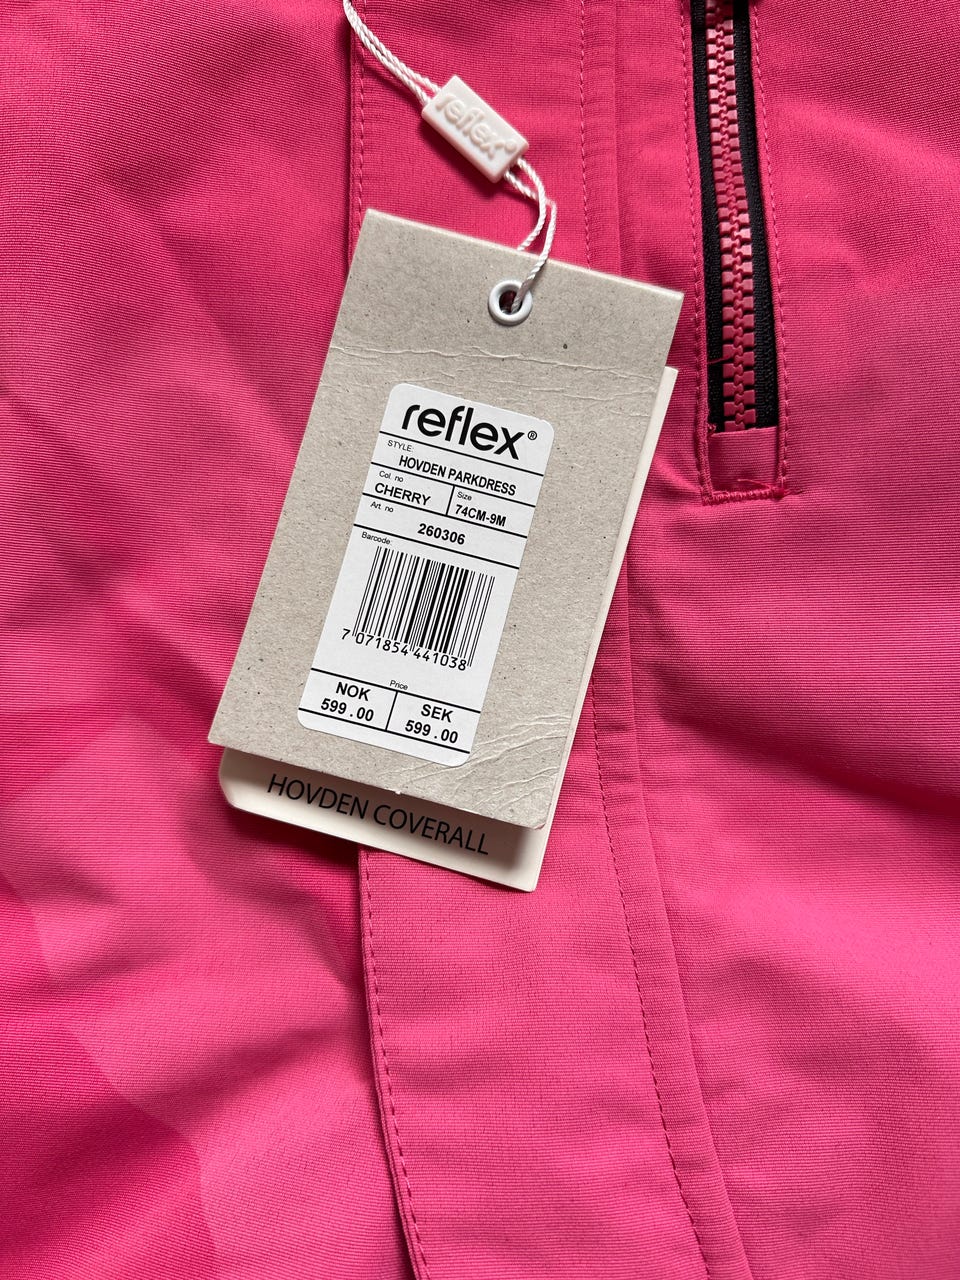 reflex®
reflex®
STYLE:
HOVDEN PARKDRESS
Col. no
CHERRY
Size
74CM-9M
Art. no
260306
Barcode
7 071854 441038
Price
NOK
599.00
SEK
599.00
HOVDEN COVERALL